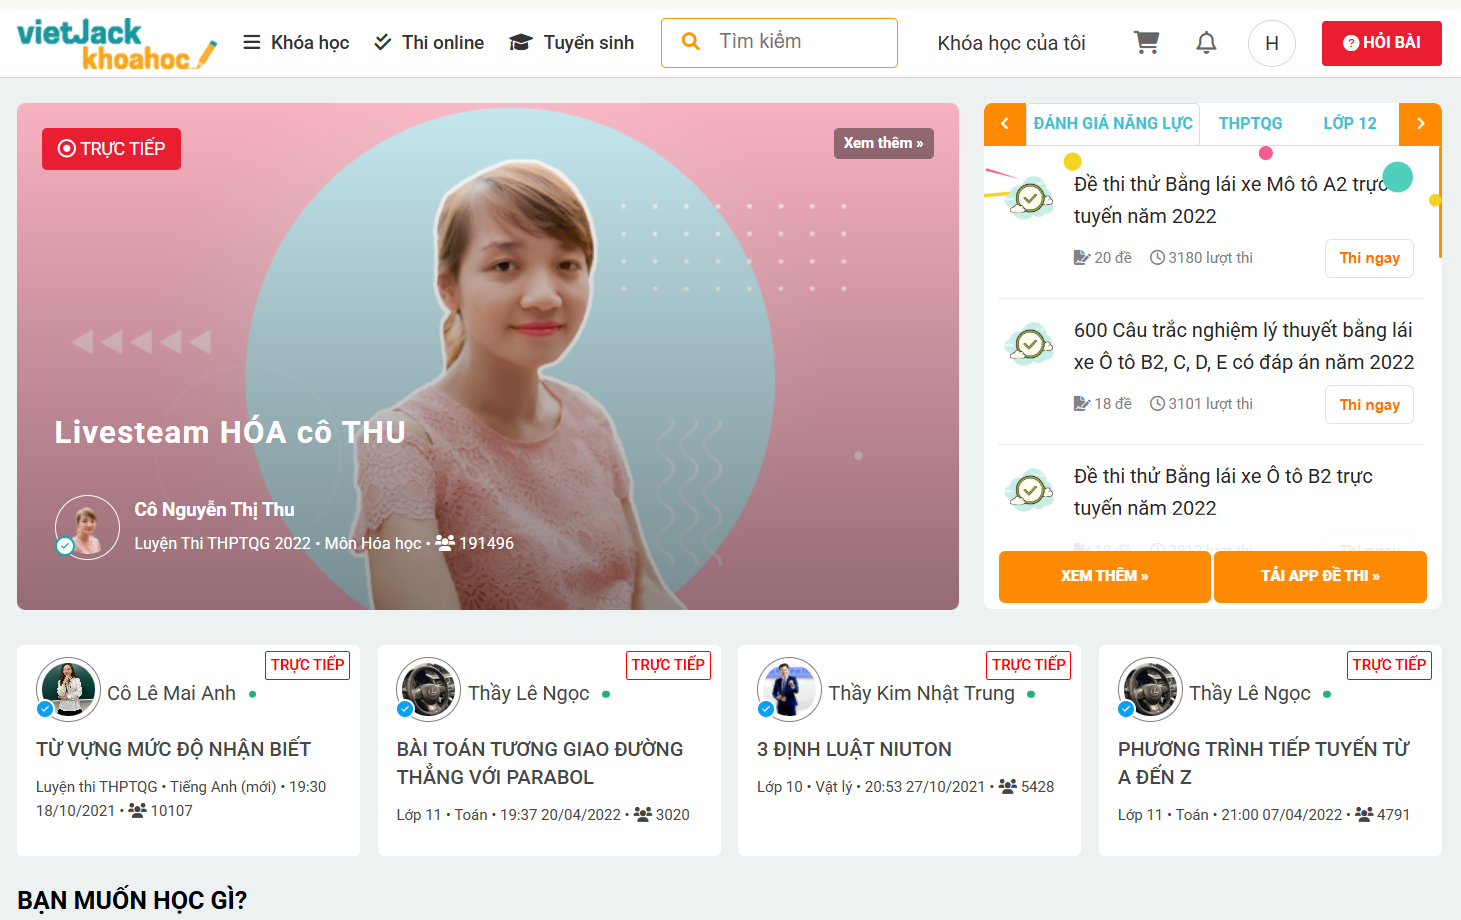 vietJack
khoahoc
Khóa học
Thi online
Tuyển sinh
Tìm kiếm
Khóa học của tôi
H
HỎI BÀI
TRỰC TIẾP
Xem thêm »
Livesteam HÓA cô THU
Cô Nguyễn Thị Thu
Luyện Thi THPTQG 2022 • Môn Hóa học • 191496
ĐÁNH GIÁ NĂNG LỰC
THPTQG
LỚP 12
Đề thi thử Bằng lái xe Mô tô A2 trực
tuyến năm 2022
20 đề 3180 lượt thi
Thi ngay
600 Câu trắc nghiệm lý thuyết bằng lái
xe Ô tô B2, C, D, E có đáp án năm 2022
18 đề 3101 lượt thi
Thi ngay
Đề thi thử Bằng lái xe Ô tô B2 trực
tuyến năm 2022
XEM THÊM »
TẢI APP ĐỀ THI »
TRỰC TIẾP
Cô Lê Mai Anh
TỪ VỰNG MỨC ĐỘ NHẬN BIẾT
Luyện thi THPTQG • Tiếng Anh (mới) • 19:30
18/10/2021 • 10107
TRỰC TIẾP
Thầy Lê Ngọc
BÀI TOÁN TƯƠNG GIAO ĐƯỜNG
THẲNG VỚI PARABOL
Lớp 11 • Toán • 19:37 20/04/2022 • 3020
TRỰC TIẾP
Thầy Kim Nhật Trung
3 ĐỊNH LUẬT NIUTON
Lớp 10 • Vật lý • 20:53 27/10/2021 • 5428
TRỰC TIẾP
Thầy Lê Ngọc
PHƯƠNG TRÌNH TIẾP TUYẾN TỪ
A ĐẾN Z
Lớp 11 • Toán • 21:00 07/04/2022 • 4791
BẠN MUỐN HỌC GÌ?